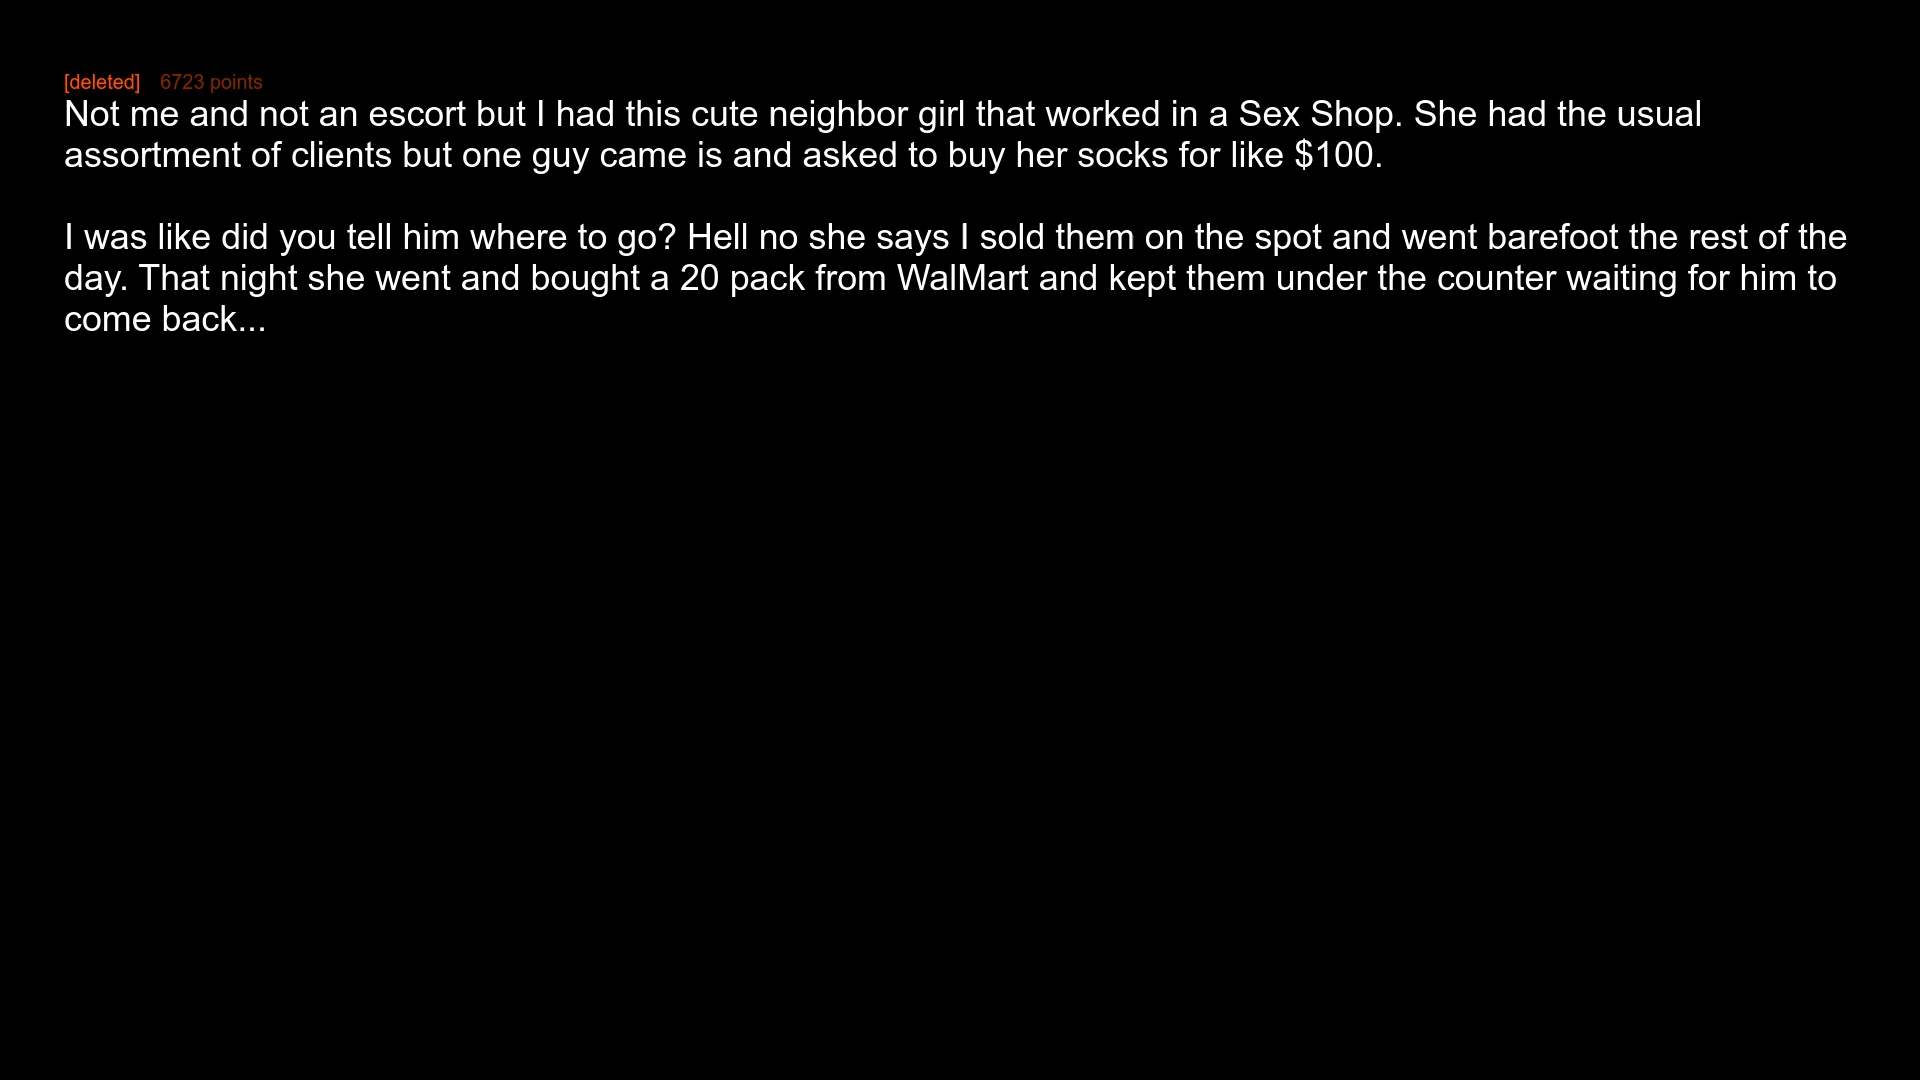 [deleted] 6723 points
Not me and not an escort but I had this cute neighbor girl that worked in a Sex Shop. She had the usual
assortment of clients but one guy came is and asked to buy her socks for like $100.
I was like did you tell him where to go? Hell no she says I sold them on the spot and went barefoot the rest of the
day. That night she went and bought a 20 pack from WalMart and kept them under the counter waiting for him to
come back...